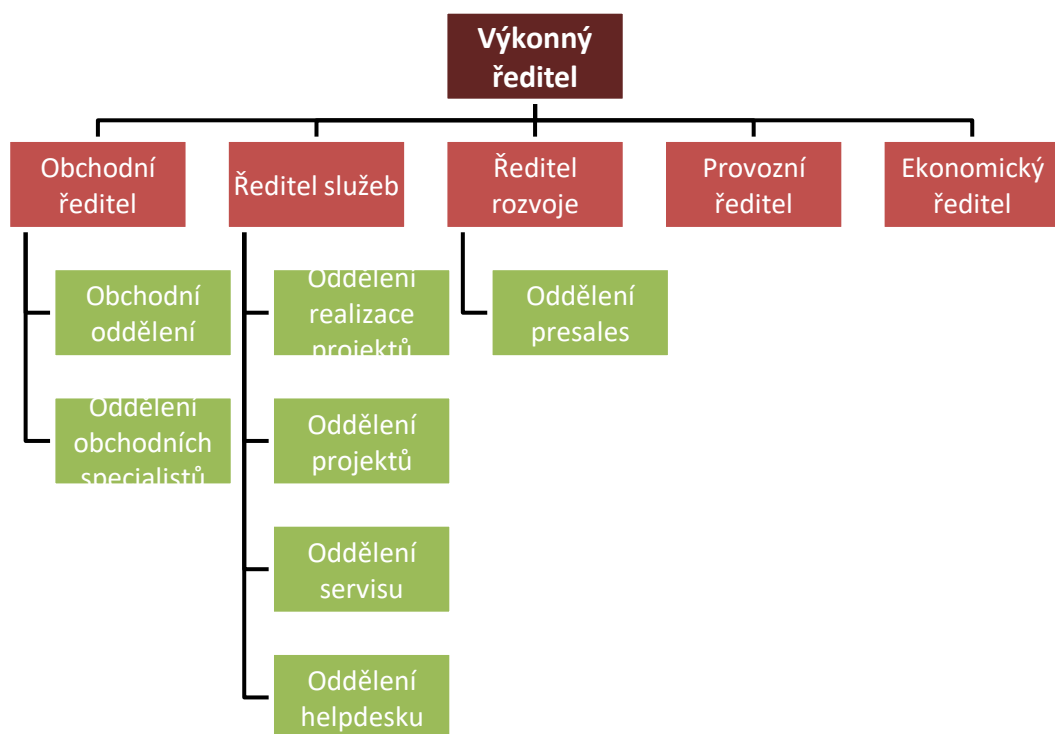 Výkonný
ředitel
Obchodní
ředitel
Ředitel služeb
Ředitel
rozvoje
Provozní
ředitel
Ekonomický
ředitel
Obchodní
oddělení
Oddělení
obchodních
specialistů
Oddělení
realizace
projektů
Oddělení
projektů
Oddělení
servisu
Oddělení
helpdesku
Oddělení
presales